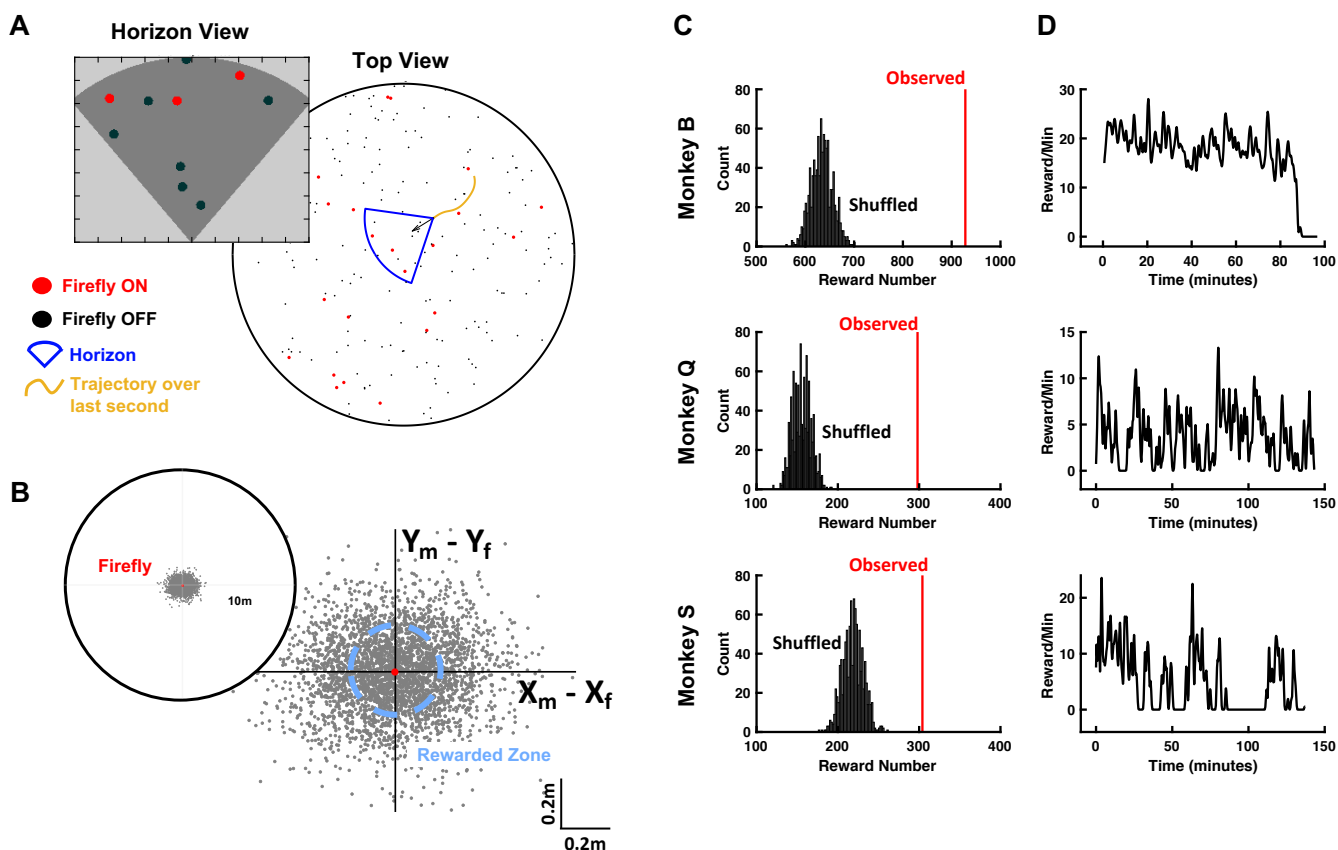 A
Horizon View
Top View
Firefly ON
Firefly OFF
Horizon
Trajectory over
last second
B
Firefly
10m
Y_m - Y_f
X_m - X_f
Rewarded Zone
0.2m
0.2m
C
D
Monkey B
Observed
Shuffled
Count
80
60
40
20
0
500 600 700 800 900 1000
Reward Number
Reward/Min
30
20
10
0
0 20 40 60 80 100
Time (minutes)
Monkey Q
Observed
Shuffled
Count
80
60
40
20
0
100 200 300 400
Reward Number
Reward/Min
15
10
5
0
0 50 100 150
Time (minutes)
Monkey S
Observed
Shuffled
Count
80
60
40
20
0
100 200 300 400
Reward Number
Reward/Min
20
10
0
0 50 100 150
Time (minutes)